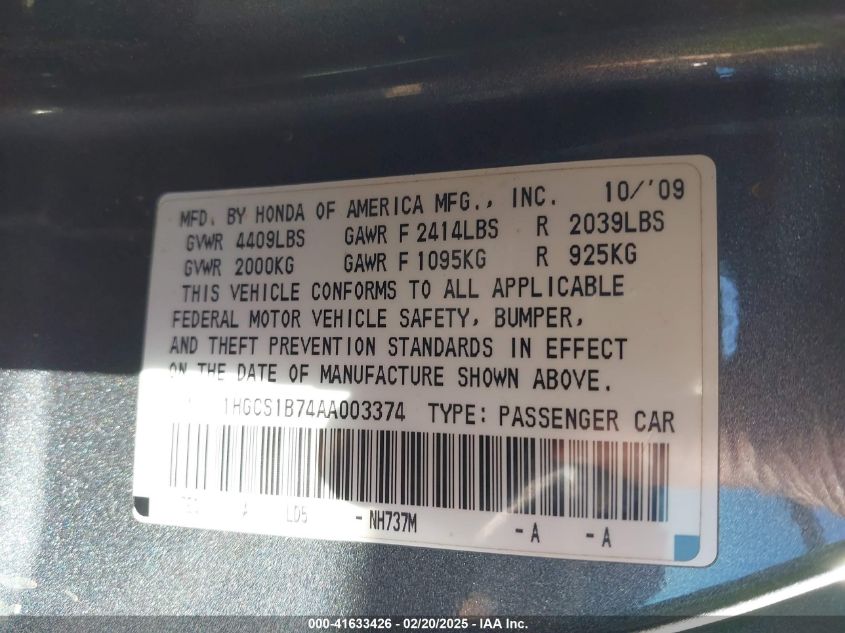 MFD. BY HONDA OF AMERICA MFG., INC. 10/'09
GVWR 4409LBS GAWR F 2414LBS R 2039LBS
GVWR 2000KG GAWR F 1095KG R 925KG
THIS VEHICLE CONFORMS TO ALL APPLICABLE
FEDERAL MOTOR VEHICLE SAFETY, BUMPER,
AND THEFT PREVENTION STANDARDS IN EFFECT
ON THE DATE OF MANUFACTURE SHOWN ABOVE.
1HGCS1B74AA003374 TYPE: PASSENGER CAR
A LD5 - NH737M - A - A
000-41633426 - 02/20/2025 - IAA Inc.